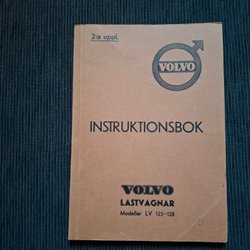 2:a uppl.
VOLVO
INSTRUKTIONSBOK
VOLVO
LASTVAGNAR
Modeller LV 125-128